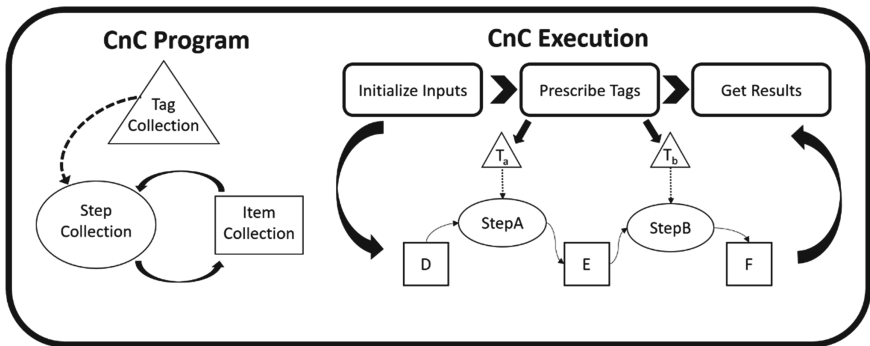 CnC Program
Tag
Collection
Step
Collection
Item
Collection
CnC Execution
Initialize Inputs
Prescribe Tags
Get Results
Ta
Tb
StepA
StepB
D
E
F